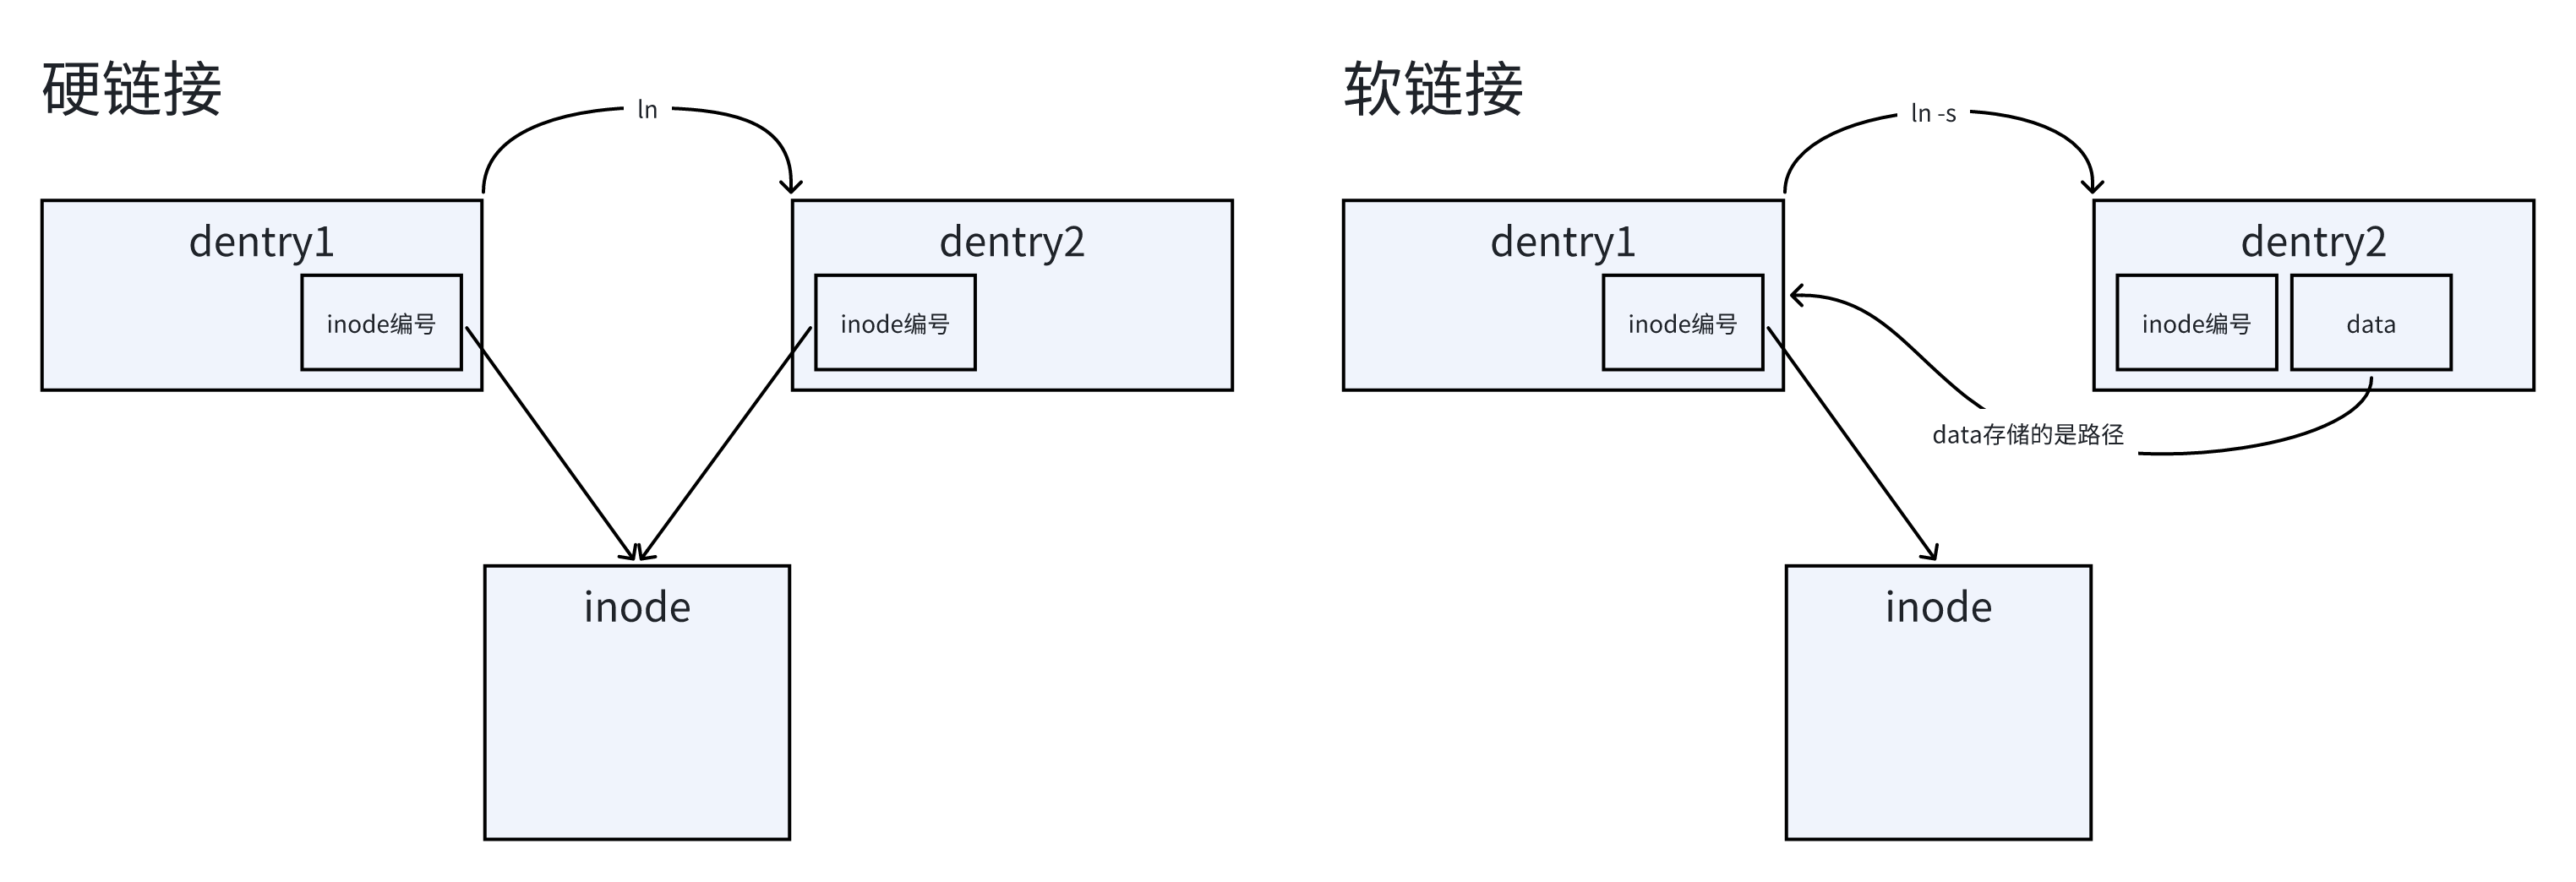 硬链接
ln
dentry1
inode编号
dentry2
inode编号
inode
软链接
ln -s
dentry1
inode编号
dentry2
inode编号
data
data存储的是路径
inode